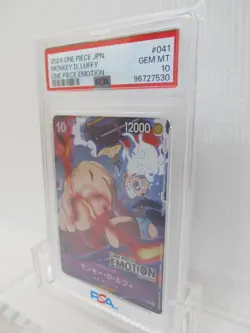 2024 ONE PIECE JPN #041
MONKEY D. LUFFY GEM MT
ONE PIECE EMOTION 10
96727530
10 12000
EMOTION
モンキー・D・ルフィ
PSA